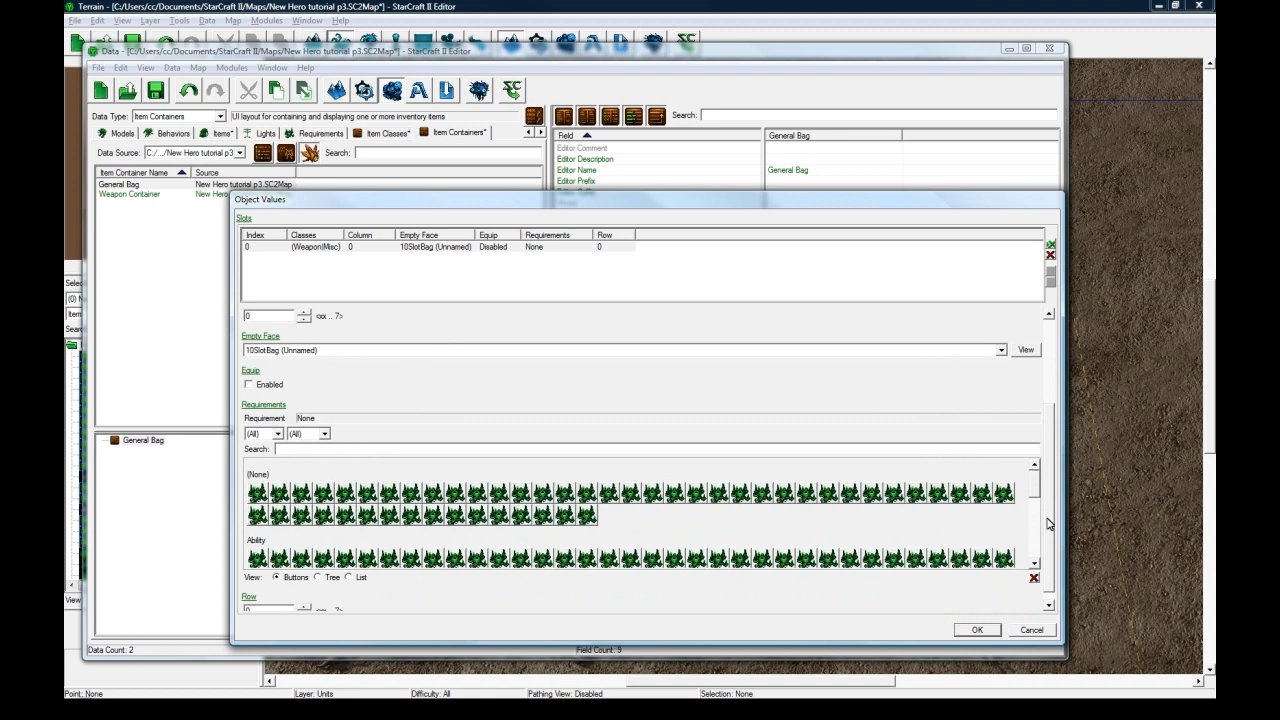 Terrain - [C:/Users/cc/Documents/StarCraft II/Maps/New Hero tutorial p3.SC2Map*] - StarCraft II Editor
File Edit View Layer Tools Data Map Modules Window Help
Data - [C:/Users/cc/Documents/StarCraft II/Maps/New Hero tutorial p3.SC2Map*] - StarCraft II Editor
File Edit View Data Map Modules Window Help
Data Type: Item Containers UI layout for containing and displaying one or more inventory items
Search:
Models Behaviors Items* Lights Requirements Item Classes* Item Containers*
Field General Bag
Editor Comment
Data Source: C:/.../New Hero tutorial p3 Search:
Editor Description
Editor Name General Bag
Item Container Name Source
Editor Prefix
General Bag New Hero tutorial p3.SC2Map
Weapon Container New Her
Object Values
Slots
Index Classes Column Empty Face Equip Requirements Row
0 (Weapon|Misc) 0 10SlotBag (Unnamed) Disabled None 0
Selec
(0) N
Item
Sear
0 <xx .. 7>
Empty Face
10SlotBag (Unnamed) View
Equip
Enabled
Requirements
Requirement None
(All) (All)
General Bag
Search:
(None)
Ability
View: Buttons Tree List
Row
View
OK Cancel
Data Count: 2 Field Count: 9
Point: None Layer: Units Difficulty: All Pathing View: Disabled Selection: None